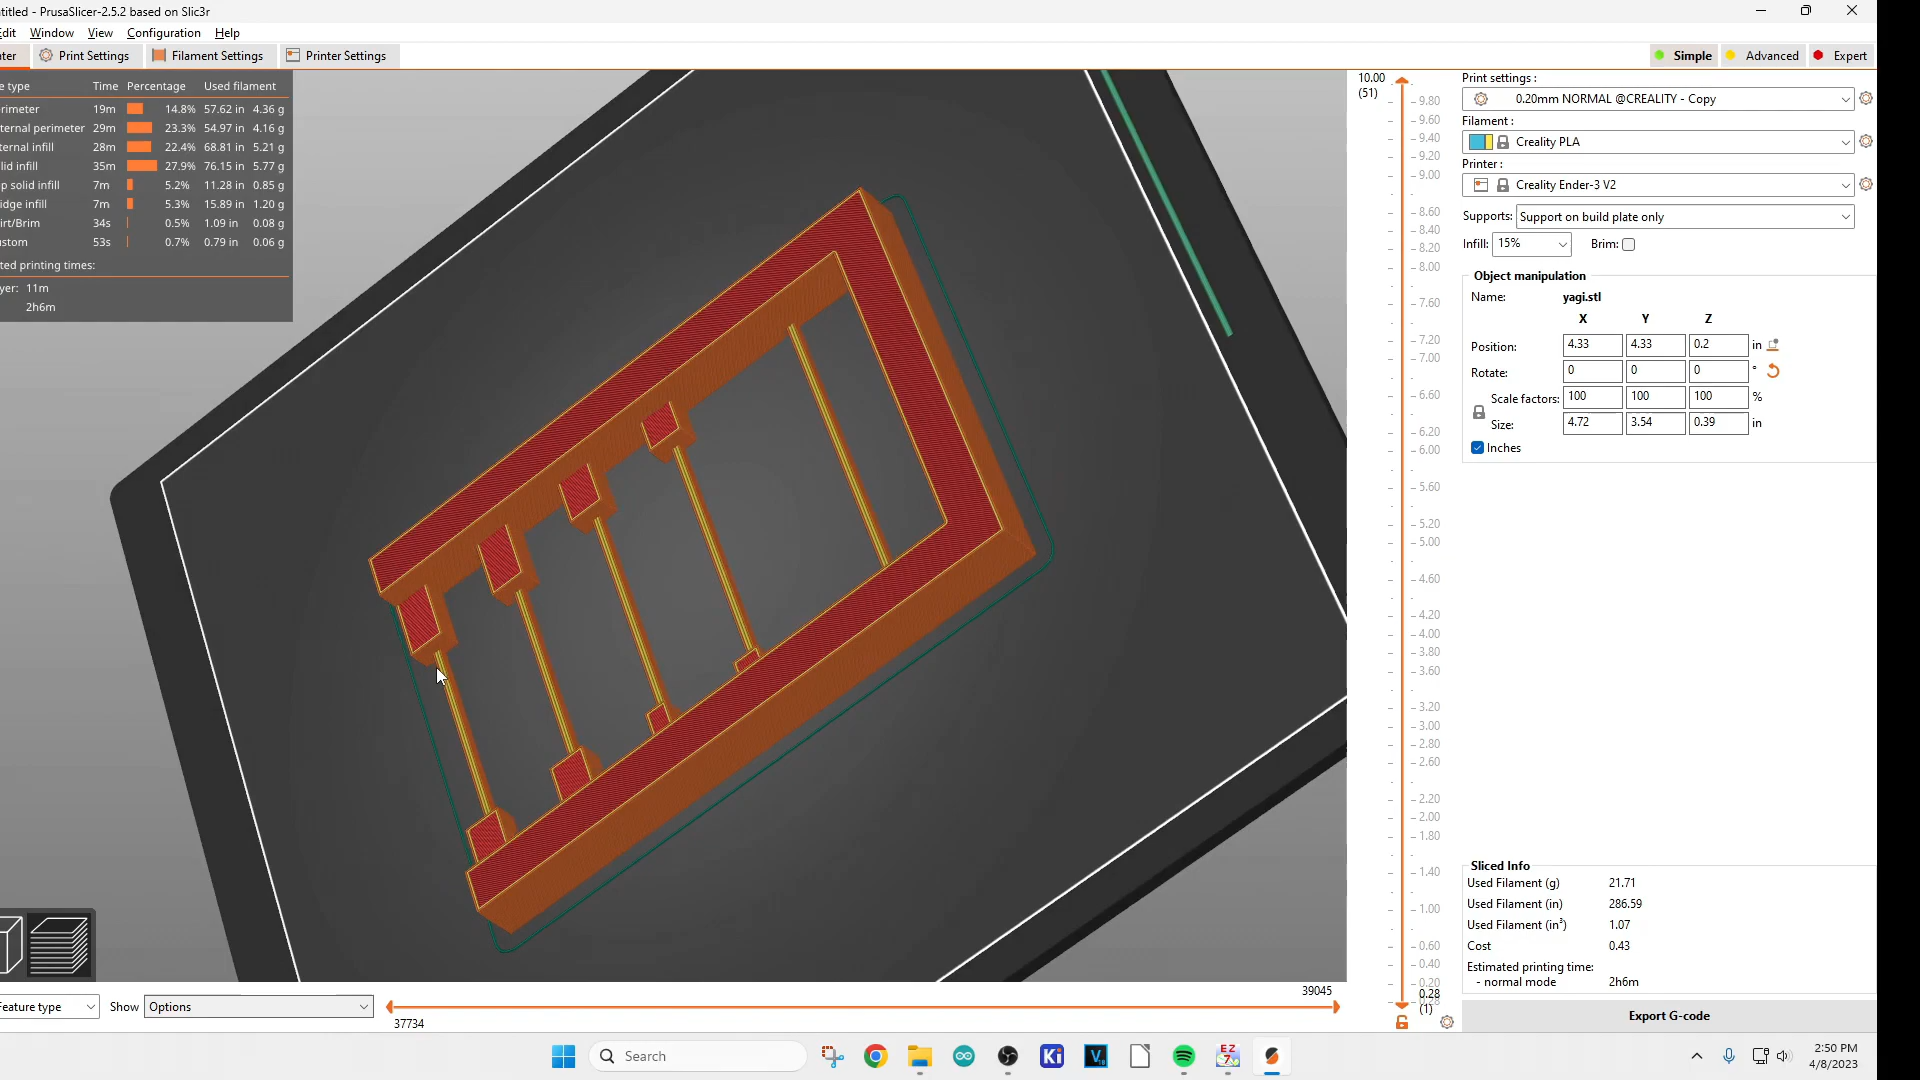 ntitled - PrusaSlicer-2.5.2 based on Slic3r
Edit Window View Configuration Help
ter Print Settings Filament Settings Printer Settings Simple Advanced Expert
e type Time Percentage Used filament
rimeter 19m 14.8% 57.62 in 4.36 g
ternal perimeter 29m 23.3% 54.97 in 4.16 g
ternal infill 28m 22.4% 68.81 in 5.21 g
lid infill 35m 27.9% 76.15 in 5.77 g
p solid infill 7m 5.2% 11.28 in 0.85 g
idge infill 7m 5.3% 15.89 in 1.20 g
irt/Brim 34s 0.5% 1.09 in 0.08 g
ustom 53s 0.7% 0.79 in 0.06 g
ted printing times:
yer: 11m
2h6m
10.00
(51)
9.80
9.60
9.40
9.20
9.00
8.60
8.40
8.20
8.00
7.60
7.20
7.00
6.60
6.20
6.00
5.60
5.20
5.00
4.60
4.20
4.00
3.80
3.60
3.20
3.00
2.80
2.60
2.20
2.00
1.80
1.40
1.00
0.60
0.40
0.20
0.28
(1)
Print settings :
0.20mm NORMAL @CREALITY - Copy
Filament :
Creality PLA
Printer :
Creality Ender-3 V2
Supports: Support on build plate only
Infill: 15% Brim:
Object manipulation
Name: yagi.stl
X Y Z
Position: 4.33 4.33 0.2 in
Rotate: 0 0 0 °
Scale factors: 100 100 100 %
Size: 4.72 3.54 0.39 in
Inches
Sliced Info
Used Filament (g) 21.71
Used Filament (in) 286.59
Used Filament (in³) 1.07
Cost 0.43
Estimated printing time:
- normal mode 2h6m
Export G-code
Feature type Show Options
39045
37734
Search
Ki
V
EZ
7
2:50 PM
4/8/2023